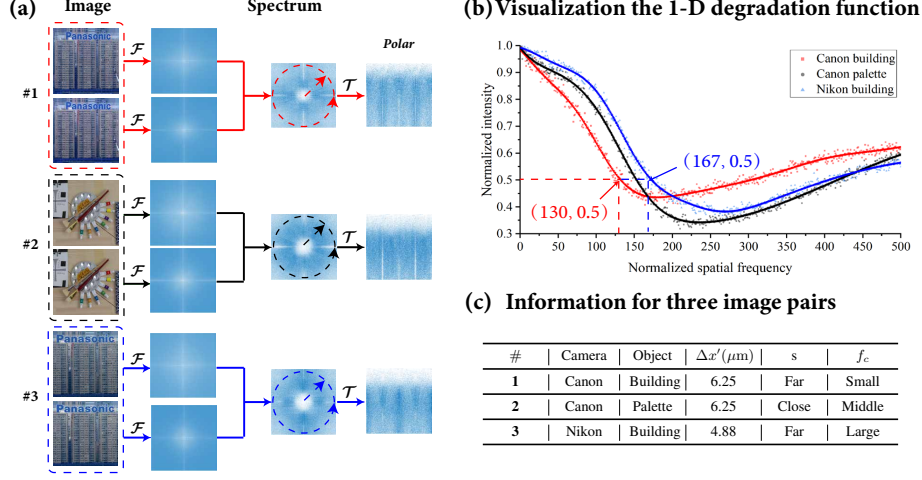 (a) Image Spectrum
Polar
#1
Panasonic
Panasonic
ℱ
ℱ
𝒯
#2
ℱ
ℱ
𝒯
#3
Panasonic
Panasonic
ℱ
ℱ
𝒯
(b) Visualization the 1-D degradation function
Normalized intensity
1.0
0.9
0.8
0.7
0.6
0.5
0.4
0.3
0 50 100 150 200 250 300 350 400 450 500
Normalized spatial frequency
Canon building
Canon palette
Nikon building
(167, 0.5)
(130, 0.5)
(c) Information for three image pairs
# | Camera | Object | Δx′(μm) | s | f_c
1 | Canon | Building | 6.25 | Far | Small
2 | Canon | Palette | 6.25 | Close | Middle
3 | Nikon | Building | 4.88 | Far | Large